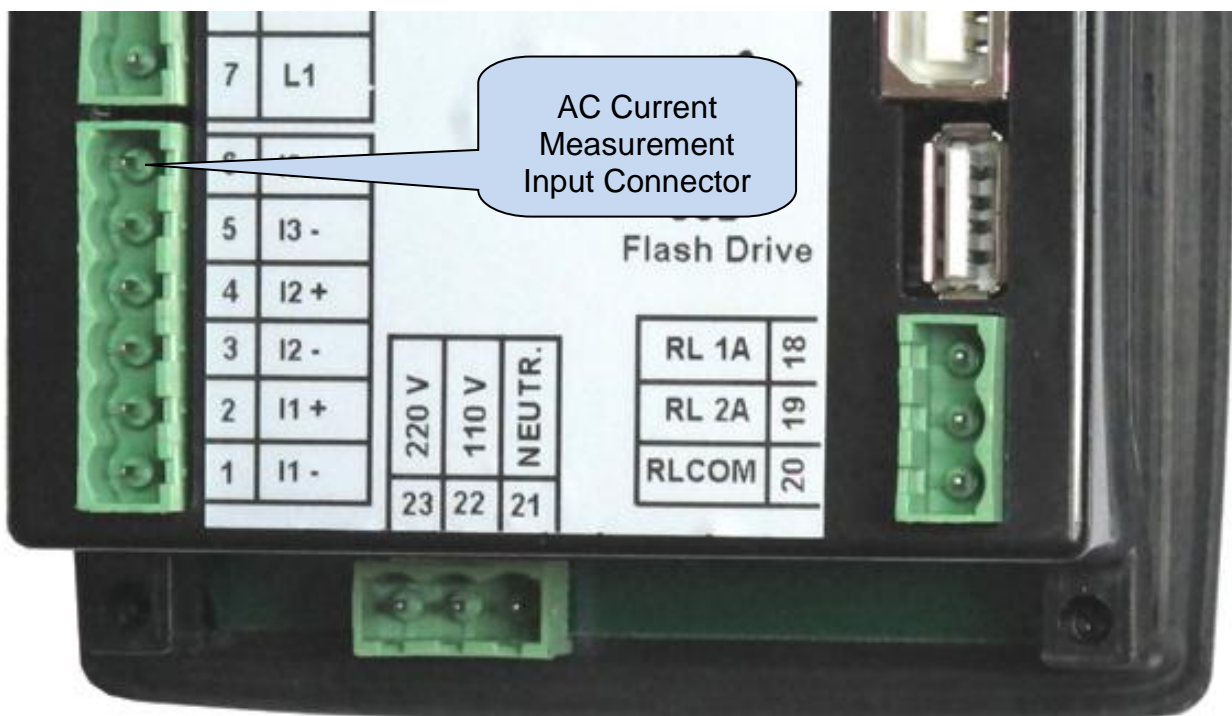 7 L1
AC Current
Measurement
Input Connector
5 I3 -
Flash Drive
4 I2 +
3 I2 -
2 I1 +
1 I1 -
220 V 110 V NEUTR.
23 22 21
RL 1A 18
RL 2A 19
RLCOM 20